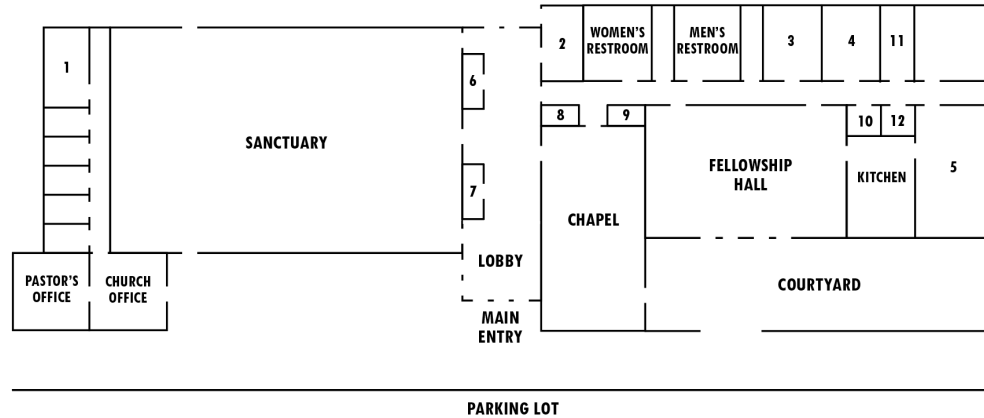 2
WOMEN'S
RESTROOM
MEN'S
RESTROOM
3
4
11
1
6
8
9
10
12
SANCTUARY
FELLOWSHIP
HALL
KITCHEN
5
7
CHAPEL
LOBBY
PASTOR'S
OFFICE
CHURCH
OFFICE
COURTYARD
MAIN
ENTRY
PARKING LOT